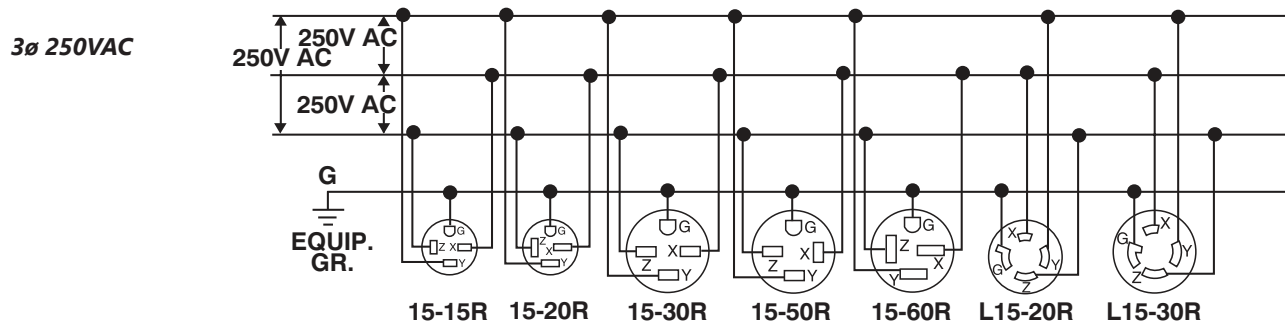 3ø 250VAC
250V AC
250V AC
250V AC
G
EQUIP.
GR.
G
Z X
Y
G
Z
X
Y
G
X
Z
Y
G
X
Z
Y
G
Z
X
Y
X
G
Y
Z
X
G
Y
Z
15-15R 15-20R 15-30R 15-50R 15-60R L15-20R L15-30R